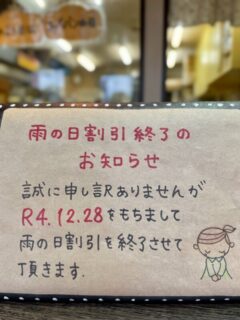 雨の日割引終了の
お知らせ
誠に申し訳ありませんが
R4.12.28をもちまして
雨の日割引を終了させて
頂きます.